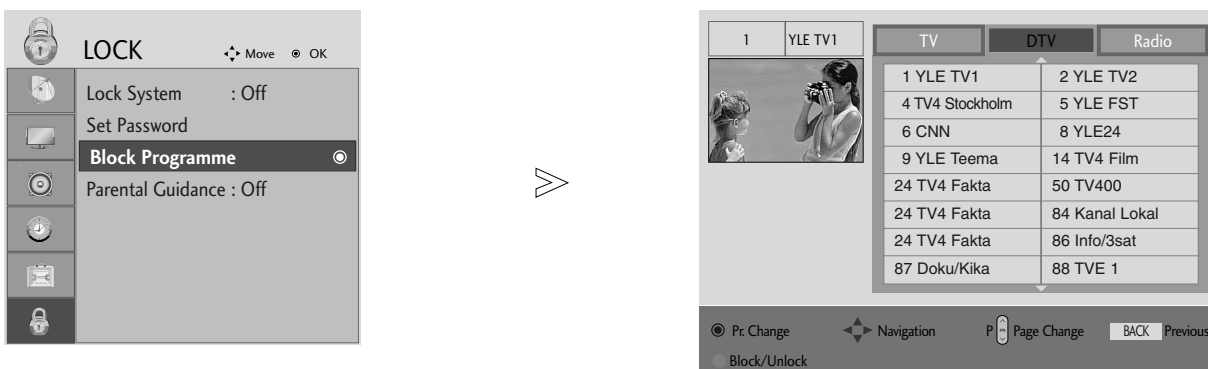 LOCK
Move OK
Lock System : Off
Set Password
Block Programme
Parental Guidance : Off
1 YLE TV1
TV DTV Radio
1 YLE TV1 2 YLE TV2
4 TV4 Stockholm 5 YLE FST
6 CNN 8 YLE24
9 YLE Teema 14 TV4 Film
24 TV4 Fakta 50 TV400
24 TV4 Fakta 84 Kanal Lokal
24 TV4 Fakta 86 Info/3sat
87 Doku/Kika 88 TVE 1
Pr. Change Navigation P Page Change BACK Previous
Block/Unlock